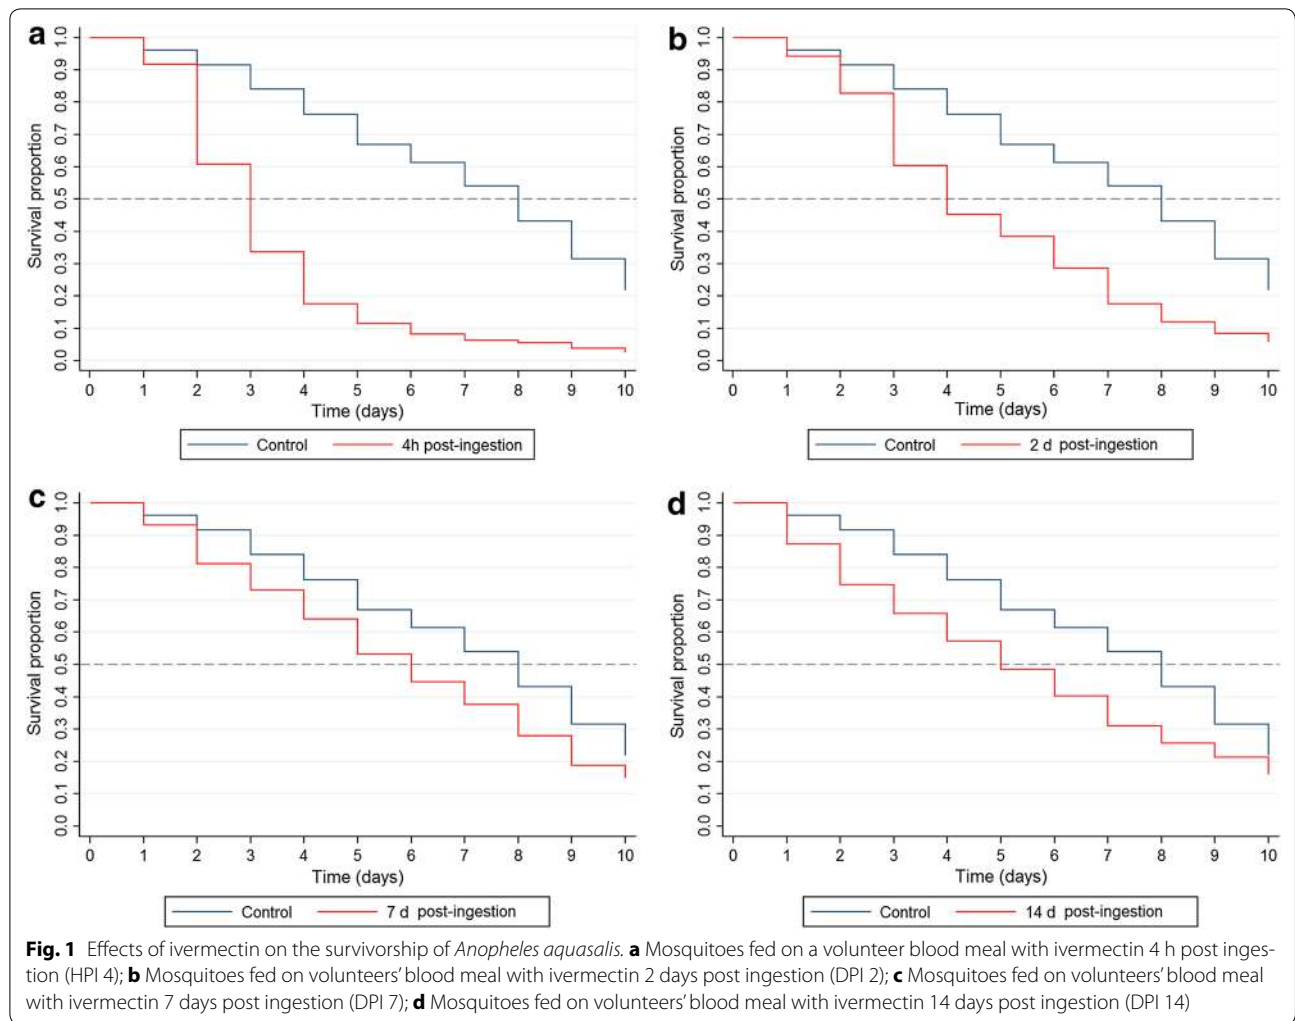 a
Survival proportion
1.0
0.9
0.8
0.7
0.6
0.5
0.4
0.3
0.2
0.1
0.0
0 1 2 3 4 5 6 7 8 9 10
Time (days)
Control 4h post-ingestion
b
Survival proportion
1.0
0.9
0.8
0.7
0.6
0.5
0.4
0.3
0.2
0.1
0.0
0 1 2 3 4 5 6 7 8 9 10
Time (days)
Control 2 d post-ingestion
c
Survival proportion
1.0
0.9
0.8
0.7
0.6
0.5
0.4
0.3
0.2
0.1
0.0
0 1 2 3 4 5 6 7 8 9 10
Time (days)
Control 7 d post-ingestion
d
Survival proportion
1.0
0.9
0.8
0.7
0.6
0.5
0.4
0.3
0.2
0.1
0.0
0 1 2 3 4 5 6 7 8 9 10
Time (days)
Control 14 d post-ingestion
Fig. 1 Effects of ivermectin on the survivorship of Anopheles aquasalis. a Mosquitoes fed on a volunteer blood meal with ivermectin 4 h post inges-
tion (HPI 4); b Mosquitoes fed on volunteers' blood meal with ivermectin 2 days post ingestion (DPI 2); c Mosquitoes fed on volunteers' blood meal
with ivermectin 7 days post ingestion (DPI 7); d Mosquitoes fed on volunteers' blood meal with ivermectin 14 days post ingestion (DPI 14)